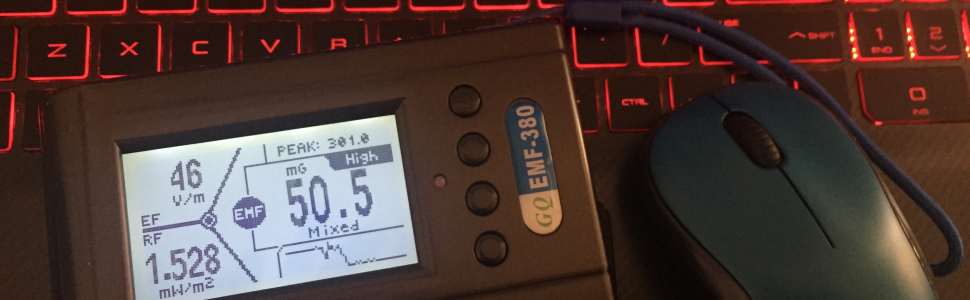 USE
Z X C V B / ⌃SHIFT 1 END 2
CTRL 0 INS
PEAK: 301.0
High
46 V/m
mG
50.5
EF
EMF
RF
Mixed
1.528
mW/m2
GQ EMF-380